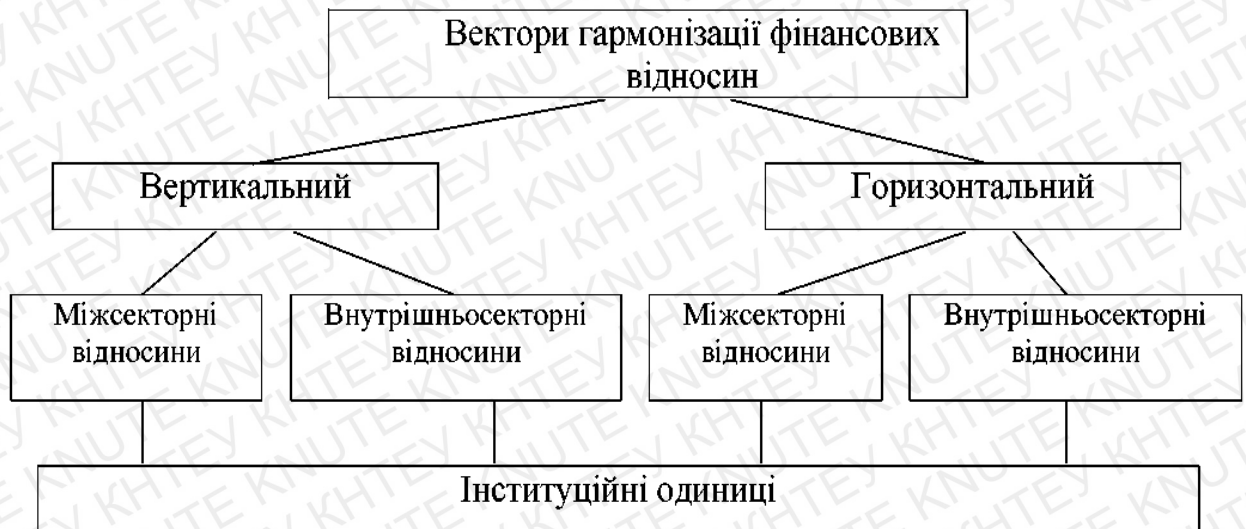 Вектори гармонізації фінансових
відносин
Вертикальний
Горизонтальний
Міжсекторні
відносини
Внутрішньосекторні
відносини
Міжсекторні
відносини
Внутрішньосекторні
відносини
Інституційні одиниці